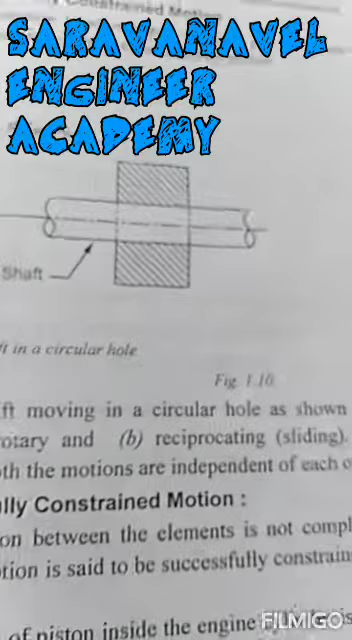 Constrained Motion
SARAVANAVEL
ENGINEER
ACADEMY
Shaft
in a circular hole
Fig. 1.10
ft moving in a circular hole as shown
otary and (b) reciprocating (sliding).
oth the motions are independent of each o
lly Constrained Motion :
on between the elements is not compl
tion is said to be successfully constrain
of piston inside the engine
FILMIGO